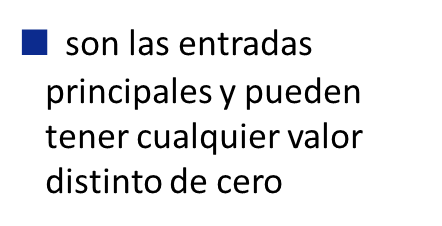 ■ son las entradas
principales y pueden
tener cualquier valor
distinto de cero